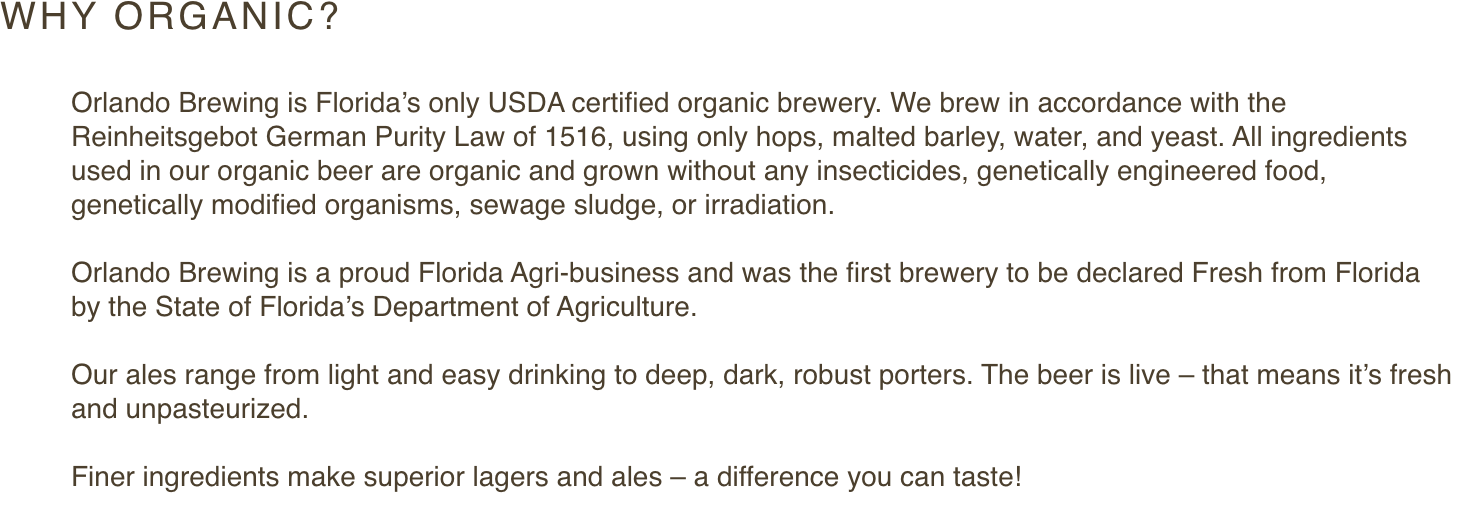 WHY ORGANIC?
Orlando Brewing is Florida’s only USDA certified organic brewery. We brew in accordance with the
Reinheitsgebot German Purity Law of 1516, using only hops, malted barley, water, and yeast. All ingredients
used in our organic beer are organic and grown without any insecticides, genetically engineered food,
genetically modified organisms, sewage sludge, or irradiation.
Orlando Brewing is a proud Florida Agri-business and was the first brewery to be declared Fresh from Florida
by the State of Florida’s Department of Agriculture.
Our ales range from light and easy drinking to deep, dark, robust porters. The beer is live – that means it’s fresh
and unpasteurized.
Finer ingredients make superior lagers and ales – a difference you can taste!